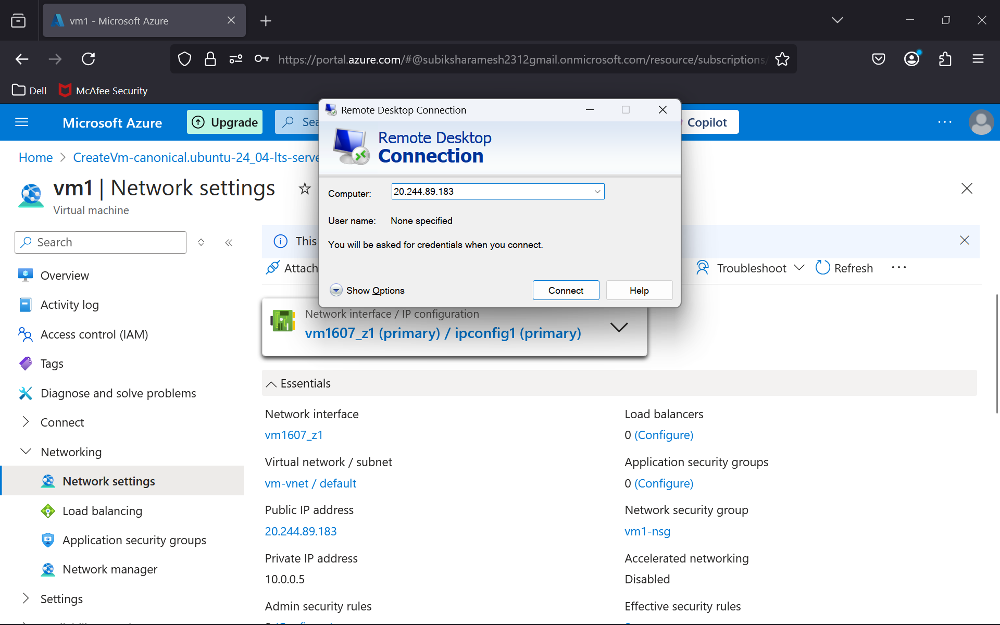 vm1 - Microsoft Azure
https://portal.azure.com/#@subiksharamesh2312gmail.onmicrosoft.com/resource/subscriptions/
Dell
McAfee Security
Microsoft Azure
Upgrade
Copilot
Home
CreateVm-canonical.ubuntu-24_04-lts-serve
vm1 | Network settings
Virtual machine
Remote Desktop Connection
Remote Desktop
Connection
Computer:
20.244.89.183
User name:
None specified
You will be asked for credentials when you connect.
Show Options
Connect
Help
Search
This
Attach
Troubleshoot
Refresh
Overview
Activity log
Access control (IAM)
Tags
Diagnose and solve problems
Connect
Networking
Network settings
Load balancing
Application security groups
Network manager
Settings
Network interface / IP configuration
vm1607_z1 (primary) / ipconfig1 (primary)
Essentials
Network interface
vm1607_z1
Virtual network / subnet
vm-vnet / default
Public IP address
20.244.89.183
Private IP address
10.0.0.5
Admin security rules
Load balancers
0 (Configure)
Application security groups
0 (Configure)
Network security group
vm1-nsg
Accelerated networking
Disabled
Effective security rules